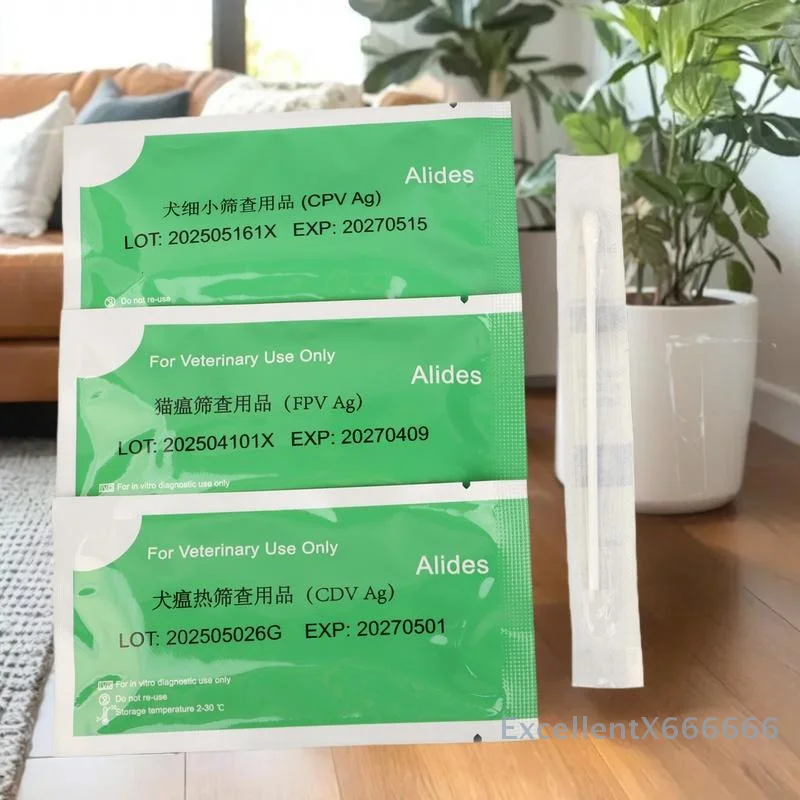 Alides
犬细小筛查用品 (CPV Ag)
LOT: 202505161X EXP: 20270515
Do not re-use
For Veterinary Use Only
Alides
猫瘟筛查用品（FPV Ag）
LOT: 202504101X EXP: 20270409
IVD For in vitro diagnostic use only
For Veterinary Use Only
Alides
犬瘟热筛查用品（CDV Ag）
LOT: 202505026G EXP: 20270501
IVD For in vitro diagnostic use only
Do not re-use
Storage temperature 2-30 ℃
ExcellentX666666